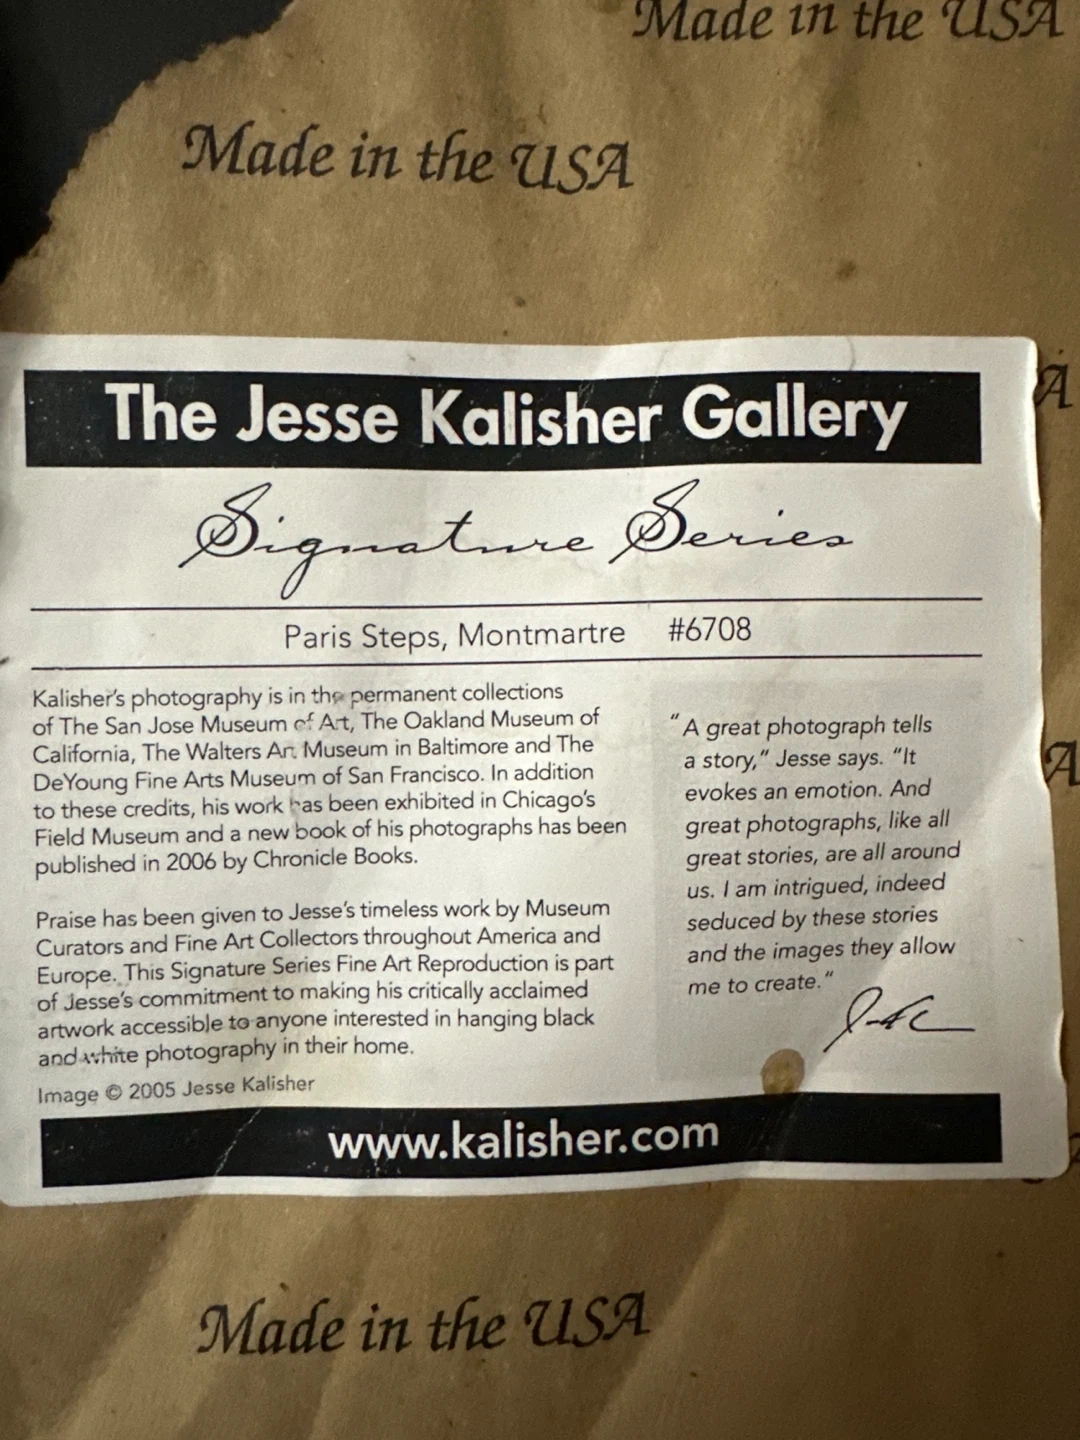 Made in the USA
Made in the USA
The Jesse Kalisher Gallery
Signature Series
Paris Steps, Montmartre #6708
Kalisher's photography is in the permanent collections
of The San Jose Museum of Art, The Oakland Museum of
California, The Walters Art Museum in Baltimore and The
DeYoung Fine Arts Museum of San Francisco. In addition
to these credits, his work has been exhibited in Chicago's
Field Museum and a new book of his photographs has been
published in 2006 by Chronicle Books.
Praise has been given to Jesse's timeless work by Museum
Curators and Fine Art Collectors throughout America and
Europe. This Signature Series Fine Art Reproduction is part
of Jesse's commitment to making his critically acclaimed
artwork accessible to anyone interested in hanging black
and white photography in their home.
Image © 2005 Jesse Kalisher
"A great photograph tells
a story," Jesse says. "It
evokes an emotion. And
great photographs, like all
great stories, are all around
us. I am intrigued, indeed
seduced by these stories
and the images they allow
me to create."
www.kalisher.com
Made in the USA